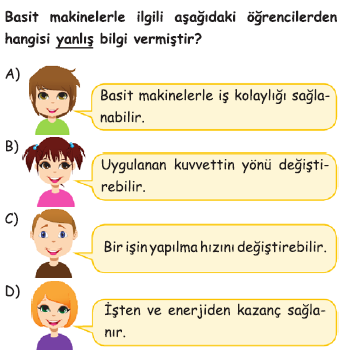 Basit makinelerle ilgili aşağıdaki öğrencilerden
hangisi yanlış bilgi vermiştir?
A)
Basit makinelerle iş kolaylığı sağla-
nabilir.
B)
Uygulanan kuvvettin yönü değişti-
rebilir.
C)
Bir işin yapılma hızını değiştirebilir.
D)
İşten ve enerjiden kazanç sağla-
nır.